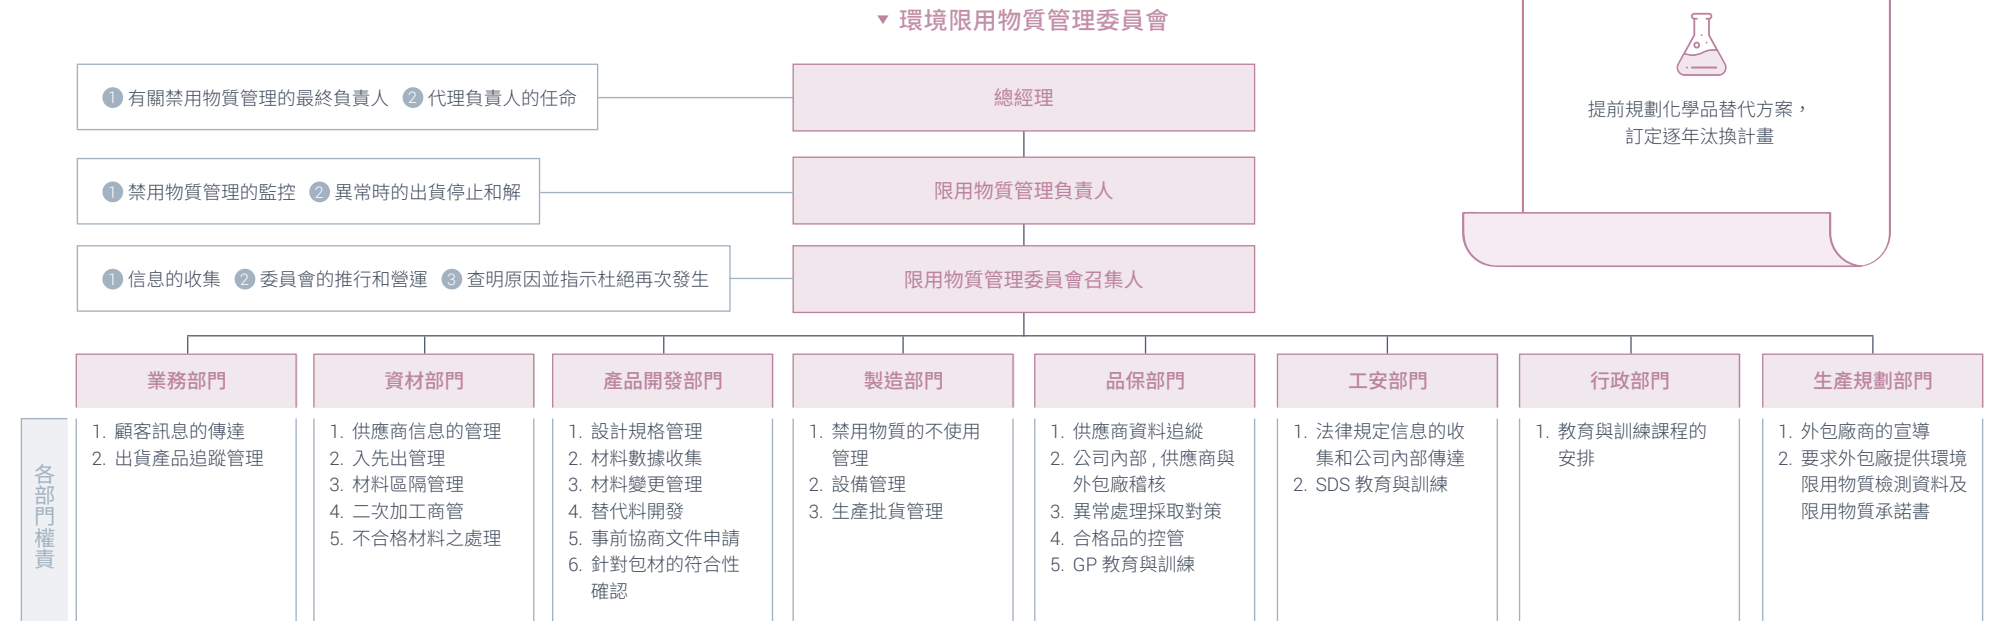 ▼ 環境限用物質管理委員會
提前規劃化學品替代方案，
訂定逐年汰換計畫
1 有關禁用物質管理的最終負責人 2 代理負責人的任命
總經理
1 禁用物質管理的監控 2 異常時的出貨停止和解
限用物質管理負責人
1 信息的收集 2 委員會的推行和營運 3 查明原因並指示杜絕再次發生
限用物質管理委員會召集人
各部門權責
業務部門
1. 顧客訊息的傳達
2. 出貨產品追蹤管理
資材部門
1. 供應商信息的管理
2. 入先出管理
3. 材料區隔管理
4. 二次加工商管
5. 不合格材料之處理
產品開發部門
1. 設計規格管理
2. 材料數據收集
3. 材料變更管理
4. 替代料開發
5. 事前協商文件申請
6. 針對包材的符合性
確認
製造部門
1. 禁用物質的不使用
管理
2. 設備管理
3. 生產批貨管理
品保部門
1. 供應商資料追縱
2. 公司內部 , 供應商與
外包廠稽核
3. 異常處理採取對策
4. 合格品的控管
5. GP 教育與訓練
工安部門
1. 法律規定信息的收
集和公司內部傳達
2. SDS 教育與訓練
行政部門
1. 教育與訓練課程的
安排
生產規劃部門
1. 外包廠商的宣導
2. 要求外包廠提供環境
限用物質檢測資料及
限用物質承諾書